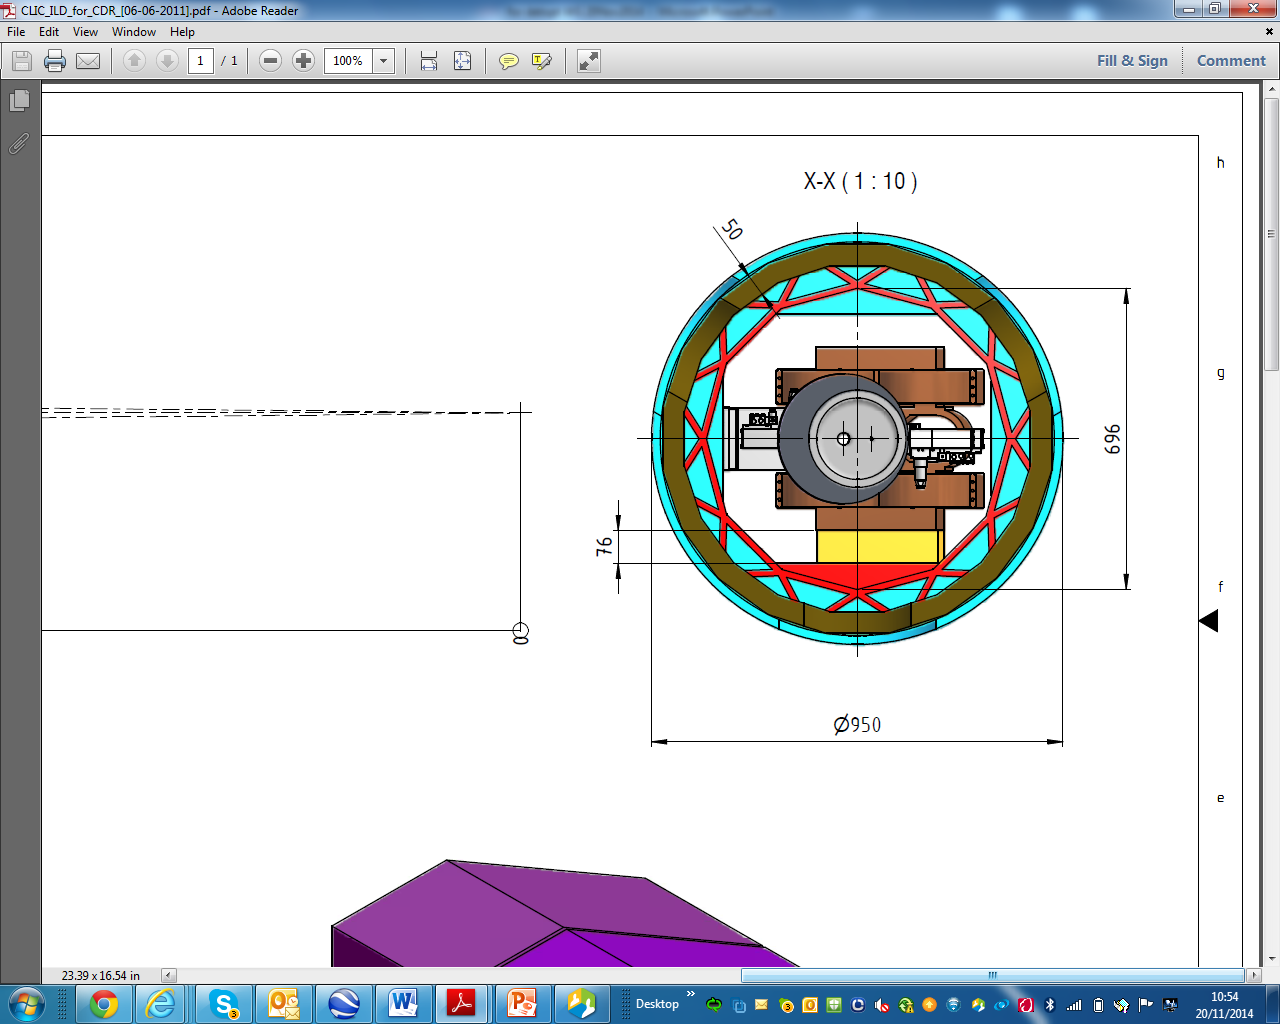 CLIC_ILD_for_CDR_[06-06-2011].pdf - Adobe Reader
File Edit View Window Help
1 / 1 100% Fill & Sign Comment
h
X-X ( 1 : 10 )
50
g
696
76
f
0
Ø950
e
23.39 x 16.54 in
Desktop
10:54
20/11/2014